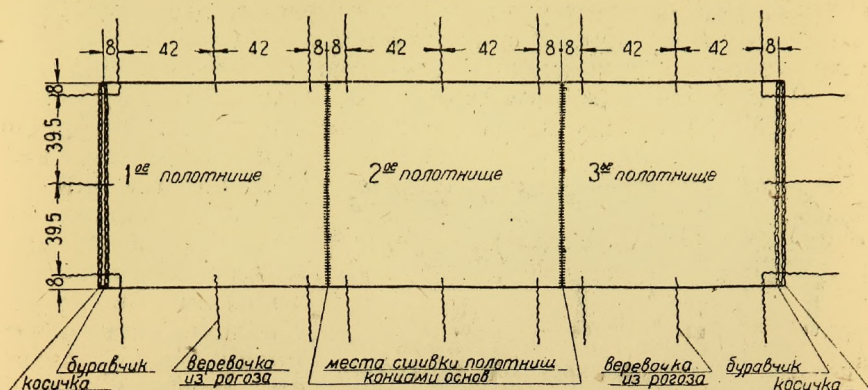 8 42 42 8 8 42 42 8 8 42 42 8
8
39.5
39.5
8
1ое полотнище
2ое полотнище
3ье полотнище
буравчик
косичка
веревочка
из рогоза
места сшивки полотнищ
концами основ
веревочка
из рогоза
буравчик
косичка